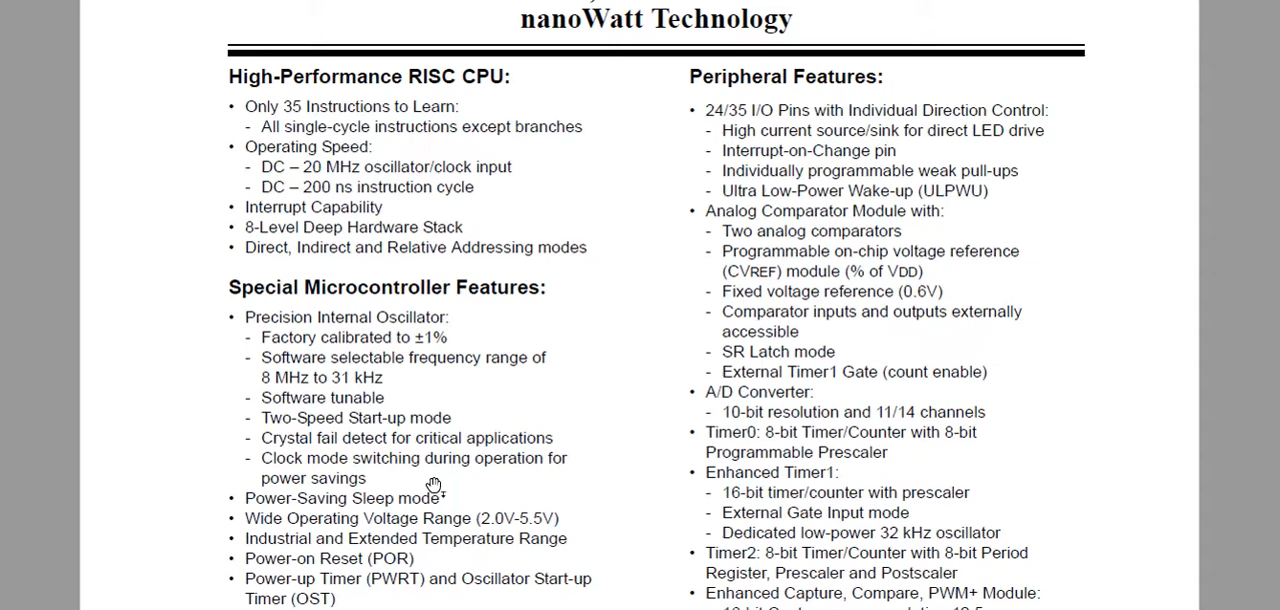 nanoWatt Technology
High-Performance RISC CPU:
• Only 35 Instructions to Learn:
- All single-cycle instructions except branches
• Operating Speed:
- DC – 20 MHz oscillator/clock input
- DC – 200 ns instruction cycle
• Interrupt Capability
• 8-Level Deep Hardware Stack
• Direct, Indirect and Relative Addressing modes
Special Microcontroller Features:
• Precision Internal Oscillator:
- Factory calibrated to ±1%
- Software selectable frequency range of
8 MHz to 31 kHz
- Software tunable
- Two-Speed Start-up mode
- Crystal fail detect for critical applications
- Clock mode switching during operation for
power savings
• Power-Saving Sleep mode
• Wide Operating Voltage Range (2.0V-5.5V)
• Industrial and Extended Temperature Range
• Power-on Reset (POR)
• Power-up Timer (PWRT) and Oscillator Start-up
Timer (OST)
Peripheral Features:
• 24/35 I/O Pins with Individual Direction Control:
- High current source/sink for direct LED drive
- Interrupt-on-Change pin
- Individually programmable weak pull-ups
- Ultra Low-Power Wake-up (ULPWU)
• Analog Comparator Module with:
- Two analog comparators
- Programmable on-chip voltage reference
(CVREF) module (% of VDD)
- Fixed voltage reference (0.6V)
- Comparator inputs and outputs externally
accessible
- SR Latch mode
- External Timer1 Gate (count enable)
• A/D Converter:
- 10-bit resolution and 11/14 channels
• Timer0: 8-bit Timer/Counter with 8-bit
Programmable Prescaler
• Enhanced Timer1:
- 16-bit timer/counter with prescaler
- External Gate Input mode
- Dedicated low-power 32 kHz oscillator
• Timer2: 8-bit Timer/Counter with 8-bit Period
Register, Prescaler and Postscaler
• Enhanced Capture, Compare, PWM+ Module: